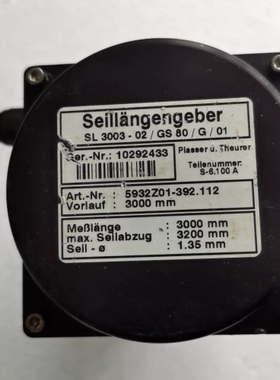 Seillängengeber
SL 3003 - 02 / GS 80 / G / 01
Ger.-Nr.: 10292433
Plasser u. Theurer
Teilenummer:
S-6.100 A
Art.-Nr. : 5932Z01-392.112
Vorlauf : 3000 mm
Meßlänge : 3000 mm
max. Seilabzug : 3200 mm
Seil - ø : 1.35 mm